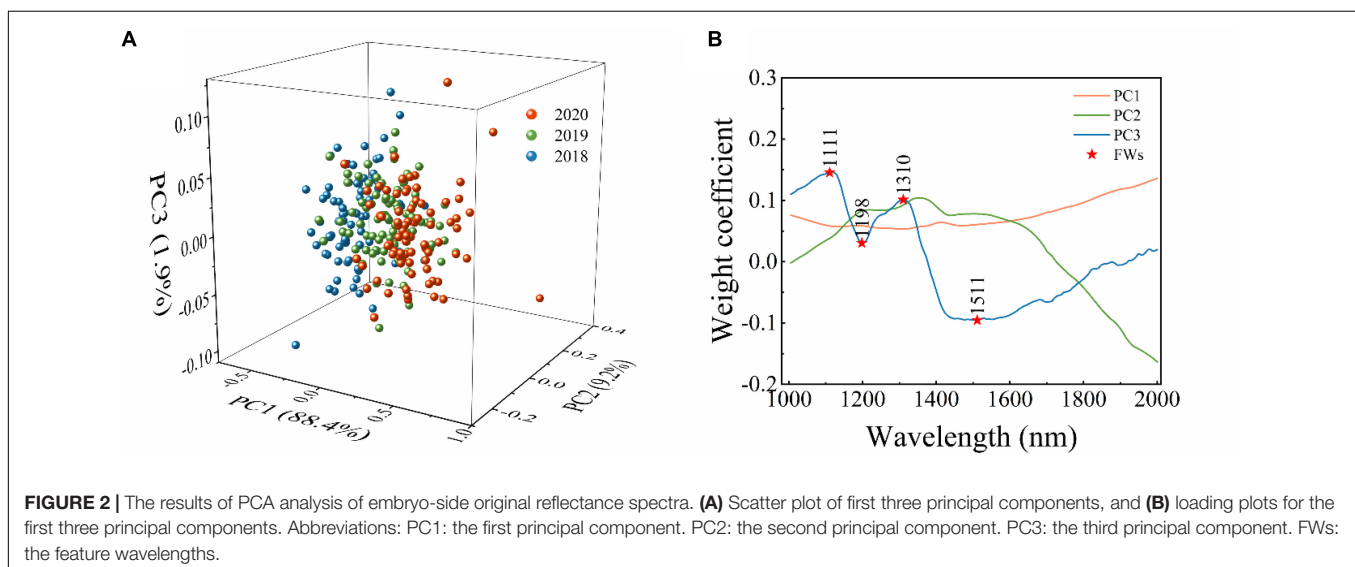 A
B
2020
2019
2018
0.10
0.05
0.00
-0.05
-0.10
PC3 (1.9%)
-0.5
0.0
0.5
1.0
PC1 (88.4%)
-0.2
0.0
0.2
0.4
PC2 (9.2%)
0.3
0.2
0.1
0.0
-0.1
-0.2
Weight coefficient
PC1
PC2
PC3
FWs
1111
1198
1310
1511
1000 1200 1400 1600 1800 2000
Wavelength (nm)
FIGURE 2 | The results of PCA analysis of embryo-side original reflectance spectra. (A) Scatter plot of first three principal components, and (B) loading plots for the
first three principal components. Abbreviations: PC1: the first principal component. PC2: the second principal component. PC3: the third principal component. FWs:
the feature wavelengths.